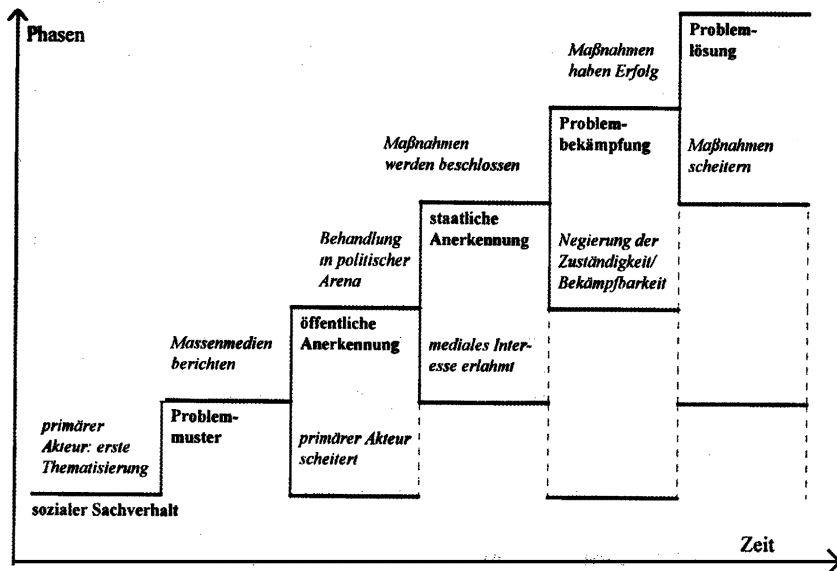 Phasen
Problem-
lösung
Maßnahmen
haben Erfolg
Problem-
bekämpfung
Maßnahmen
scheitern
Maßnahmen
werden beschlossen
staatliche
Anerkennung
Negierung der
Zuständigkeit/
Bekämpfbarkeit
Behandlung
in politischer
Arena
öffentliche
Anerkennung
mediales Inter-
esse erlahmt
Massenmedien
berichten
Problem-
muster
primärer Akteur
scheitert
primärer
Akteur: erste
Thematisierung
sozialer Sachverhalt
Zeit